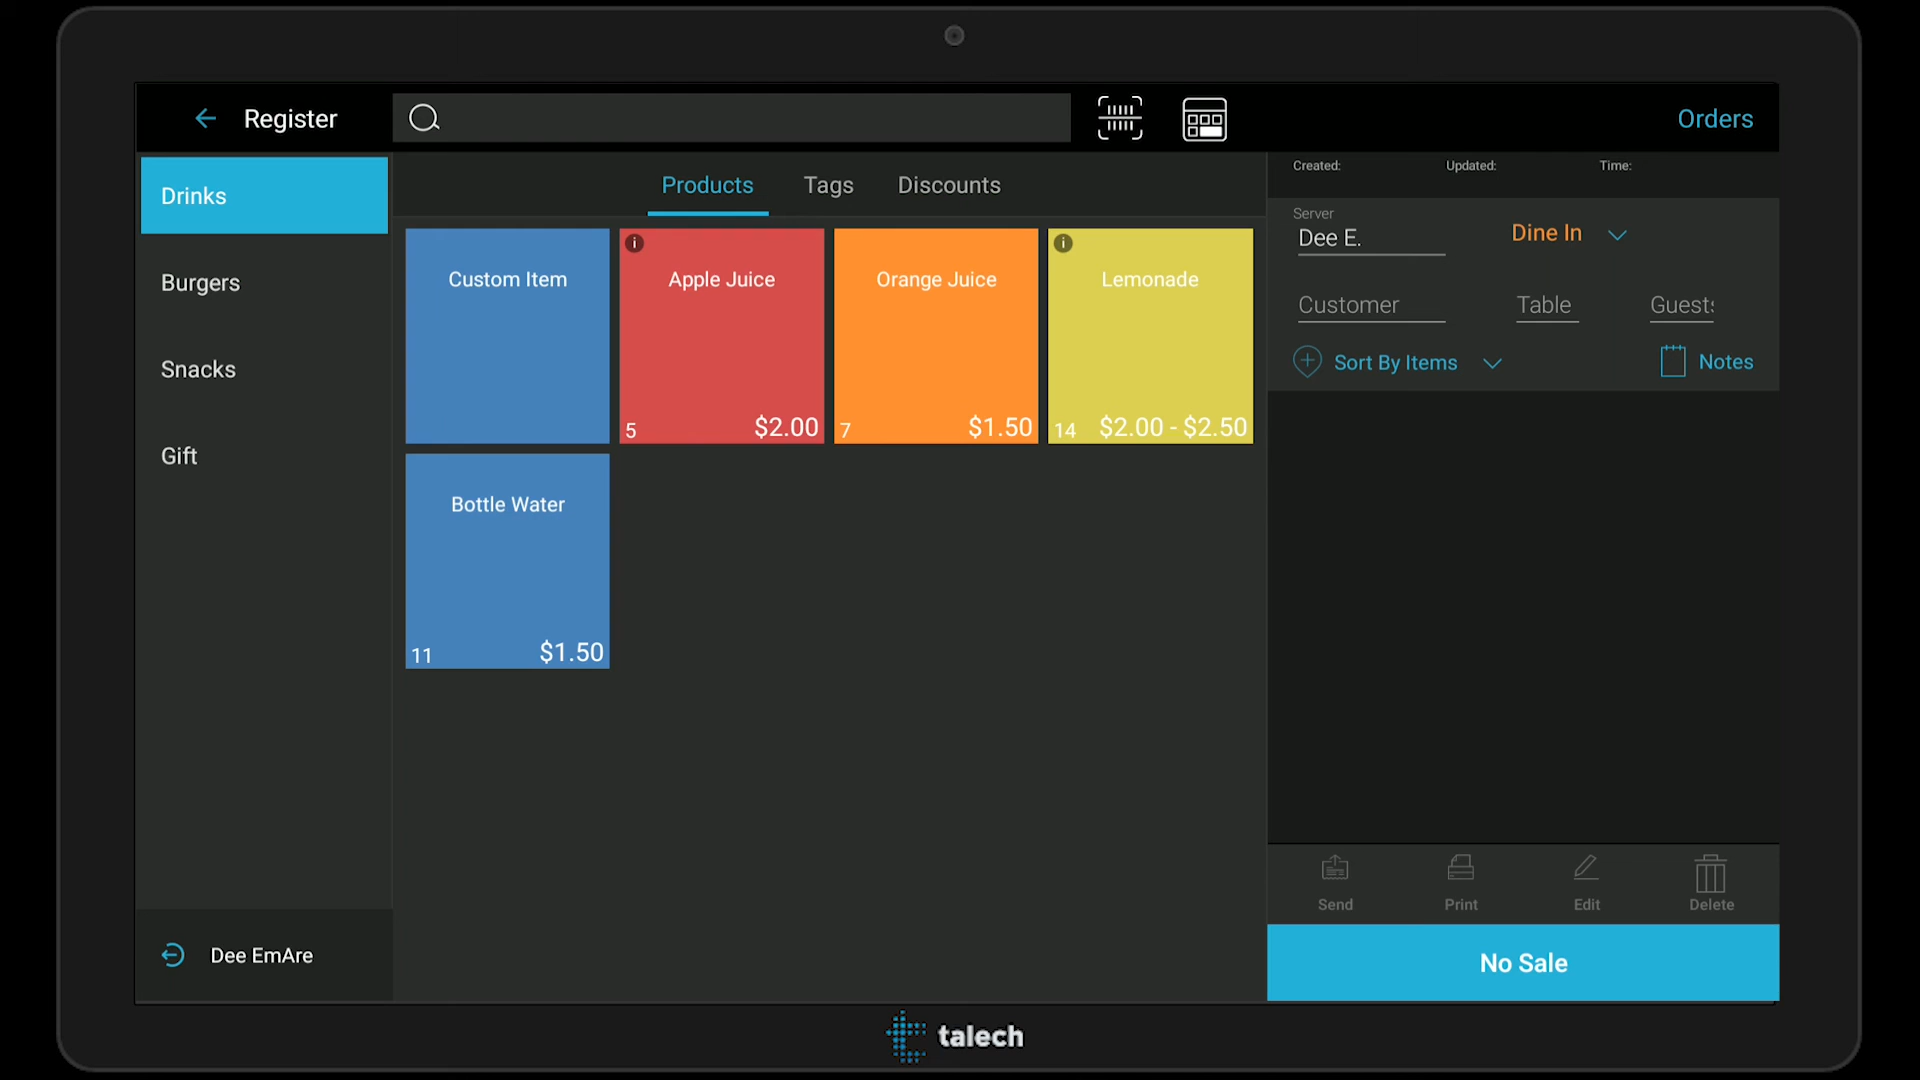 Register
Orders
Drinks
Burgers
Snacks
Gift
Dee EmAre
Products Tags Discounts
Custom Item
i
Apple Juice
5 $2.00
Orange Juice
7 $1.50
i
Lemonade
14 $2.00 - $2.50
Bottle Water
11 $1.50
Created: Updated: Time:
Server
Dee E.
Dine In
Customer Table Guests
Sort By Items
Notes
Send Print Edit Delete
No Sale
talech